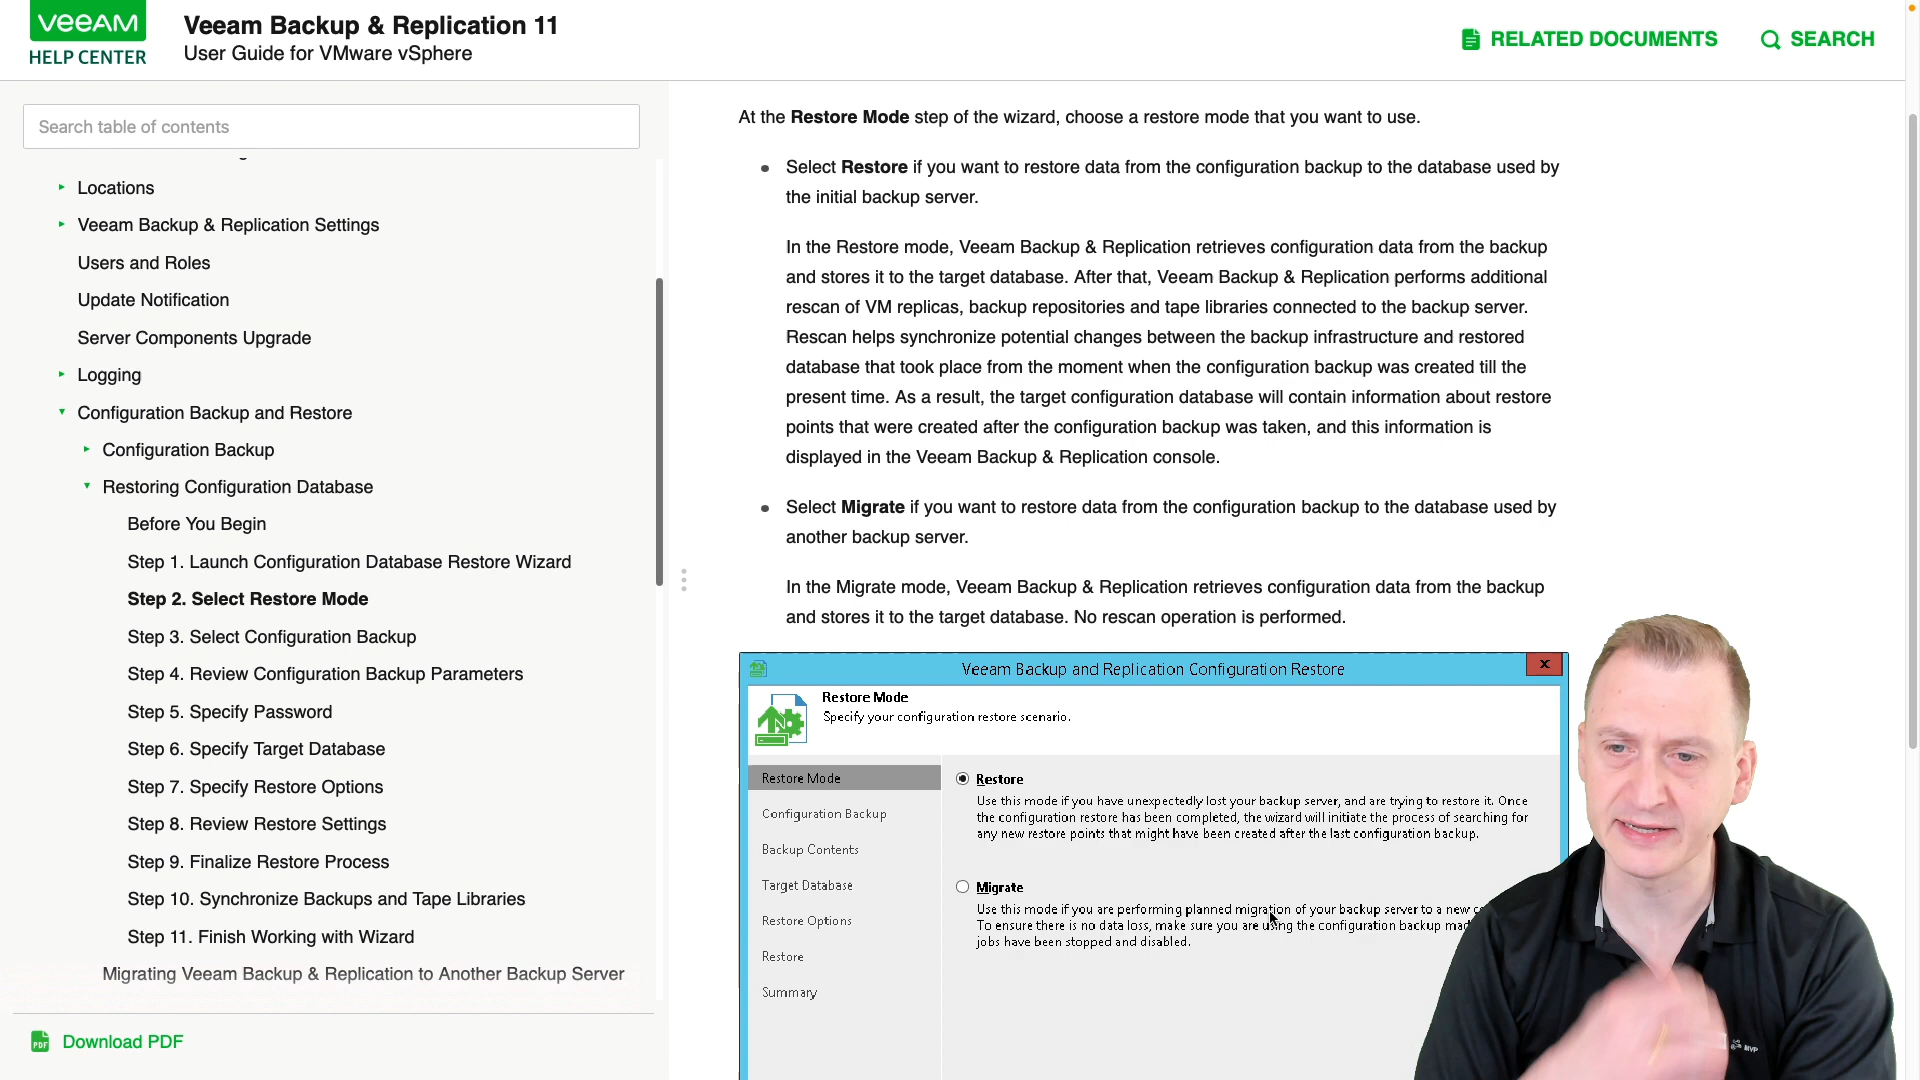 veeAM
HELP CENTER
Veeam Backup & Replication 11
User Guide for VMware vSphere
RELATED DOCUMENTS
SEARCH
Search table of contents
Locations
Veeam Backup & Replication Settings
Users and Roles
Update Notification
Server Components Upgrade
Logging
Configuration Backup and Restore
Configuration Backup
Restoring Configuration Database
Before You Begin
Step 1. Launch Configuration Database Restore Wizard
Step 2. Select Restore Mode
Step 3. Select Configuration Backup
Step 4. Review Configuration Backup Parameters
Step 5. Specify Password
Step 6. Specify Target Database
Step 7. Specify Restore Options
Step 8. Review Restore Settings
Step 9. Finalize Restore Process
Step 10. Synchronize Backups and Tape Libraries
Step 11. Finish Working with Wizard
Migrating Veeam Backup & Replication to Another Backup Server
PDF
Download PDF
At the Restore Mode step of the wizard, choose a restore mode that you want to use.
Select Restore if you want to restore data from the configuration backup to the database used by
the initial backup server.
In the Restore mode, Veeam Backup & Replication retrieves configuration data from the backup
and stores it to the target database. After that, Veeam Backup & Replication performs additional
rescan of VM replicas, backup repositories and tape libraries connected to the backup server.
Rescan helps synchronize potential changes between the backup infrastructure and restored
database that took place from the moment when the configuration backup was created till the
present time. As a result, the target configuration database will contain information about restore
points that were created after the configuration backup was taken, and this information is
displayed in the Veeam Backup & Replication console.
Select Migrate if you want to restore data from the configuration backup to the database used by
another backup server.
In the Migrate mode, Veeam Backup & Replication retrieves configuration data from the backup
and stores it to the target database. No rescan operation is performed.
Veeam Backup and Replication Configuration Restore
x
Restore Mode
Specify your configuration restore scenario.
Restore Mode
Configuration Backup
Backup Contents
Target Database
Restore Options
Restore
Summary
Restore
Use this mode if you have unexpectedly lost your backup server, and are trying to restore it. Once
the configuration restore has been completed, the wizard will initiate the process of searching for
any new restore points that might have been created after the last configuration backup.
Migrate
Use this mode if you are performing planned migration of your backup server to a new
To ensure there is no data loss, make sure you are using the configuration backup
jobs have been stopped and disabled.
MVP